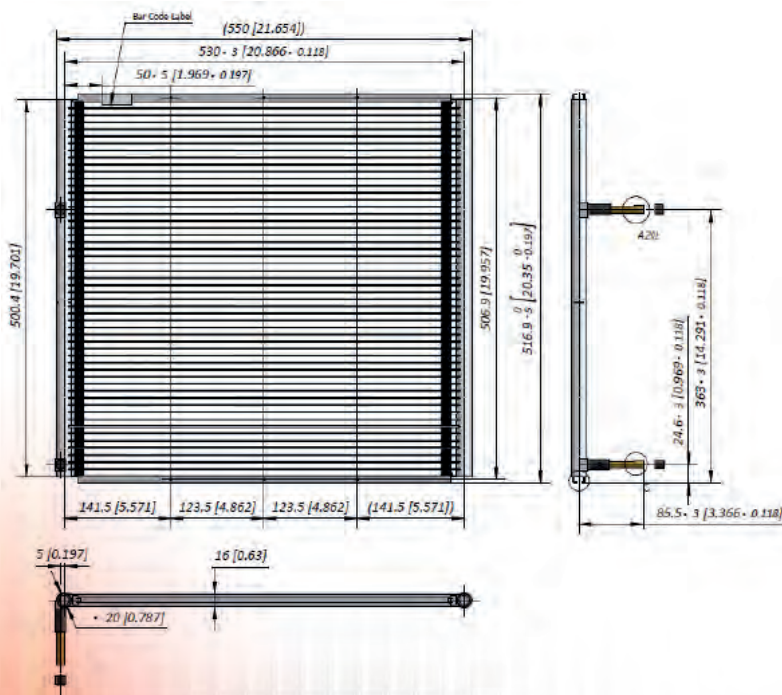 Bar Code Label
(550 [21.654])
530 • 3 [20.866 • 0.118]
50 • 5 [1.969 • 0.197]
500.4 [19.701]
506.9 [19.957]
516.9 0 -5 [20.35 0 -0.197]
24.6 • 3 [0.969 • 0.118]
363 • 3 [14.291 • 0.118]
85.5 • 3 [3.366 • 0.118]
141.5 [5.571]
123.5 [4.862]
123.5 [4.862]
(141.5 [5.571])
5 [0.197]
16 [0.63]
• 20 [0.787]